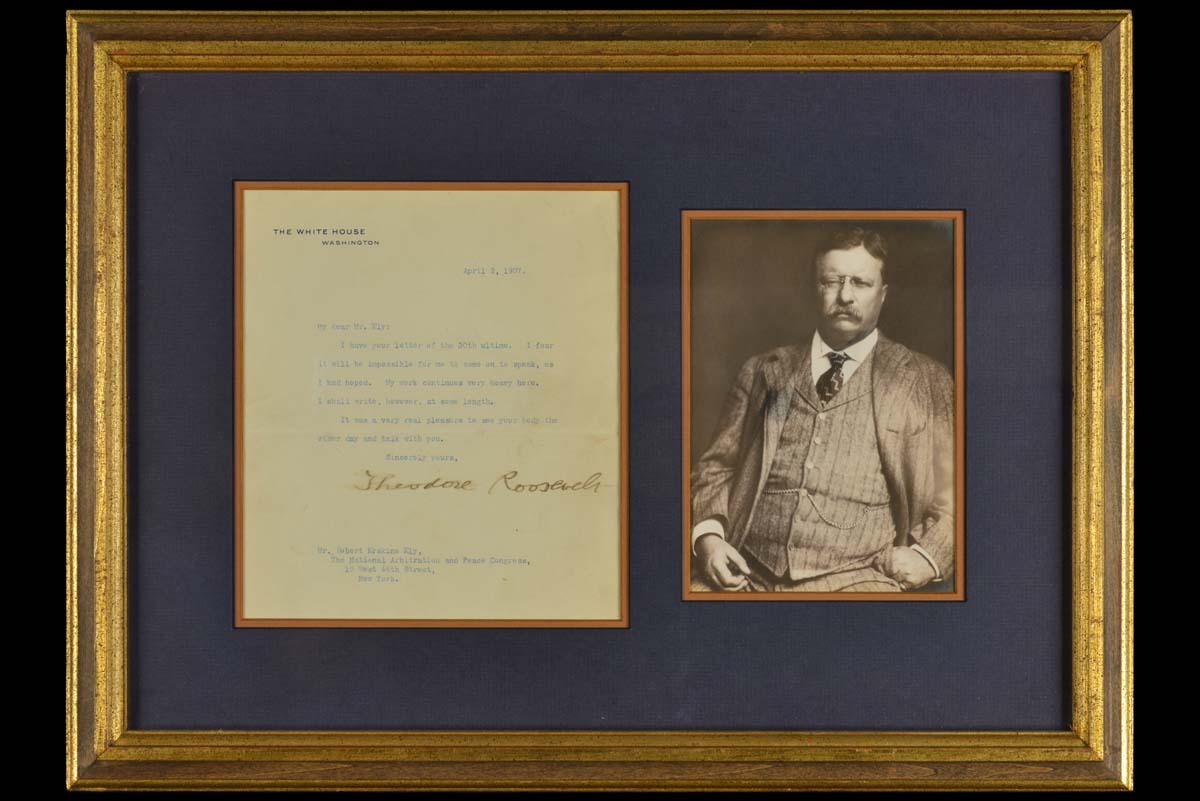 THE WHITE HOUSE
WASHINGTON
April 2, 1907.
My dear Mr. Ely:
I have your letter of the 30th ultimo. I fear
it will be impossible for me to come on to speak, as
I had hoped. My work continues very heavy here.
I shall write, however, at some length.
It was a very real pleasure to see your body the
other day and talk with you.
Sincerely yours,
Theodore Roosevelt
Mr. Robert Erskine Ely,
The National Arbitration and Peace Congress,
West 44th Street,
New York.